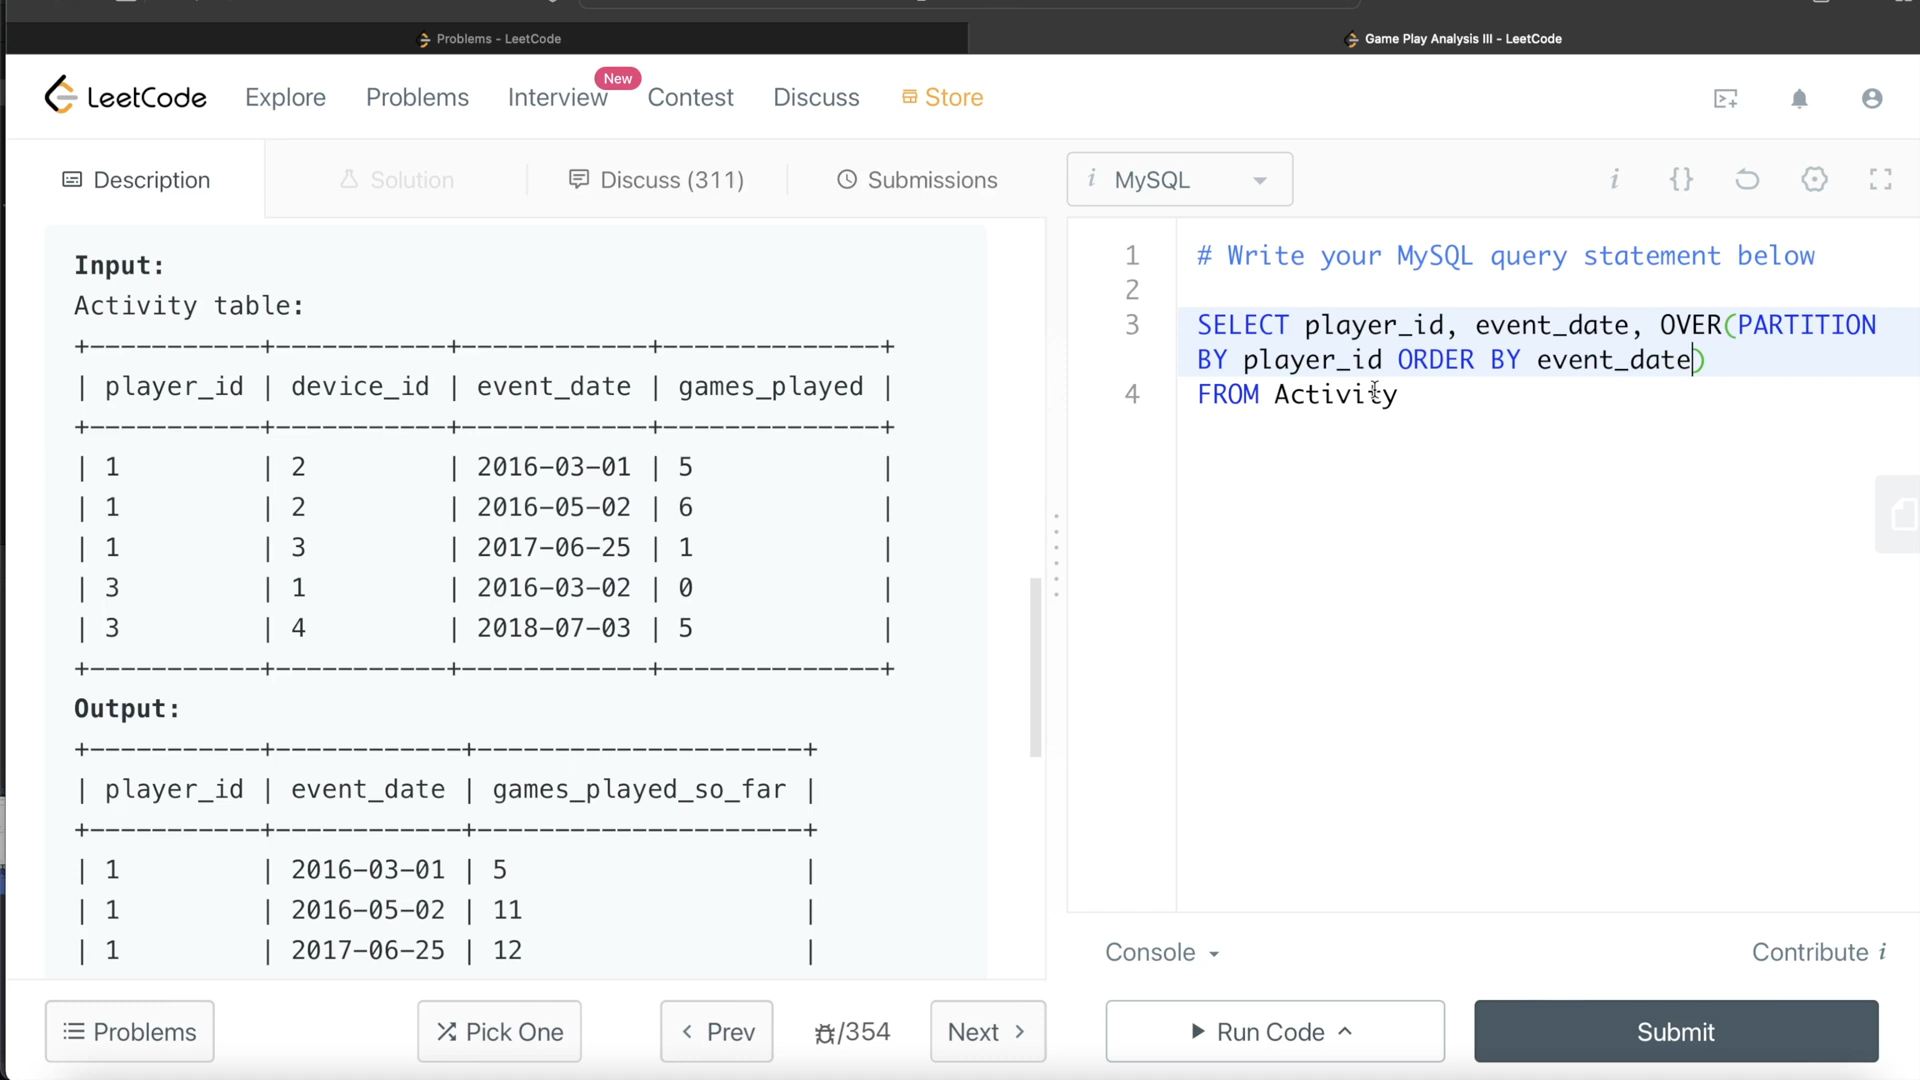 Problems - LeetCode
Game Play Analysis III - LeetCode
LeetCode Explore Problems Interview New Contest Discuss Store
Description Solution Discuss (311) Submissions
i MySQL
i {}
Input:
Activity table:
+-----------+-----------+------------+--------------+
| player_id | device_id | event_date | games_played |
+-----------+-----------+------------+--------------+
| 1 | 2 | 2016-03-01 | 5 |
| 1 | 2 | 2016-05-02 | 6 |
| 1 | 3 | 2017-06-25 | 1 |
| 3 | 1 | 2016-03-02 | 0 |
| 3 | 4 | 2018-07-03 | 5 |
+-----------+-----------+------------+--------------+
Output:
+-----------+------------+---------------------+
| player_id | event_date | games_played_so_far |
+-----------+------------+---------------------+
| 1 | 2016-03-01 | 5 |
| 1 | 2016-05-02 | 11 |
| 1 | 2017-06-25 | 12 |
1 # Write your MySQL query statement below
2
3 SELECT player_id, event_date, OVER(PARTITION
BY player_id ORDER BY event_date)
4 FROM Activity
Console Contribute i
Problems Pick One Prev /354 Next Run Code Submit